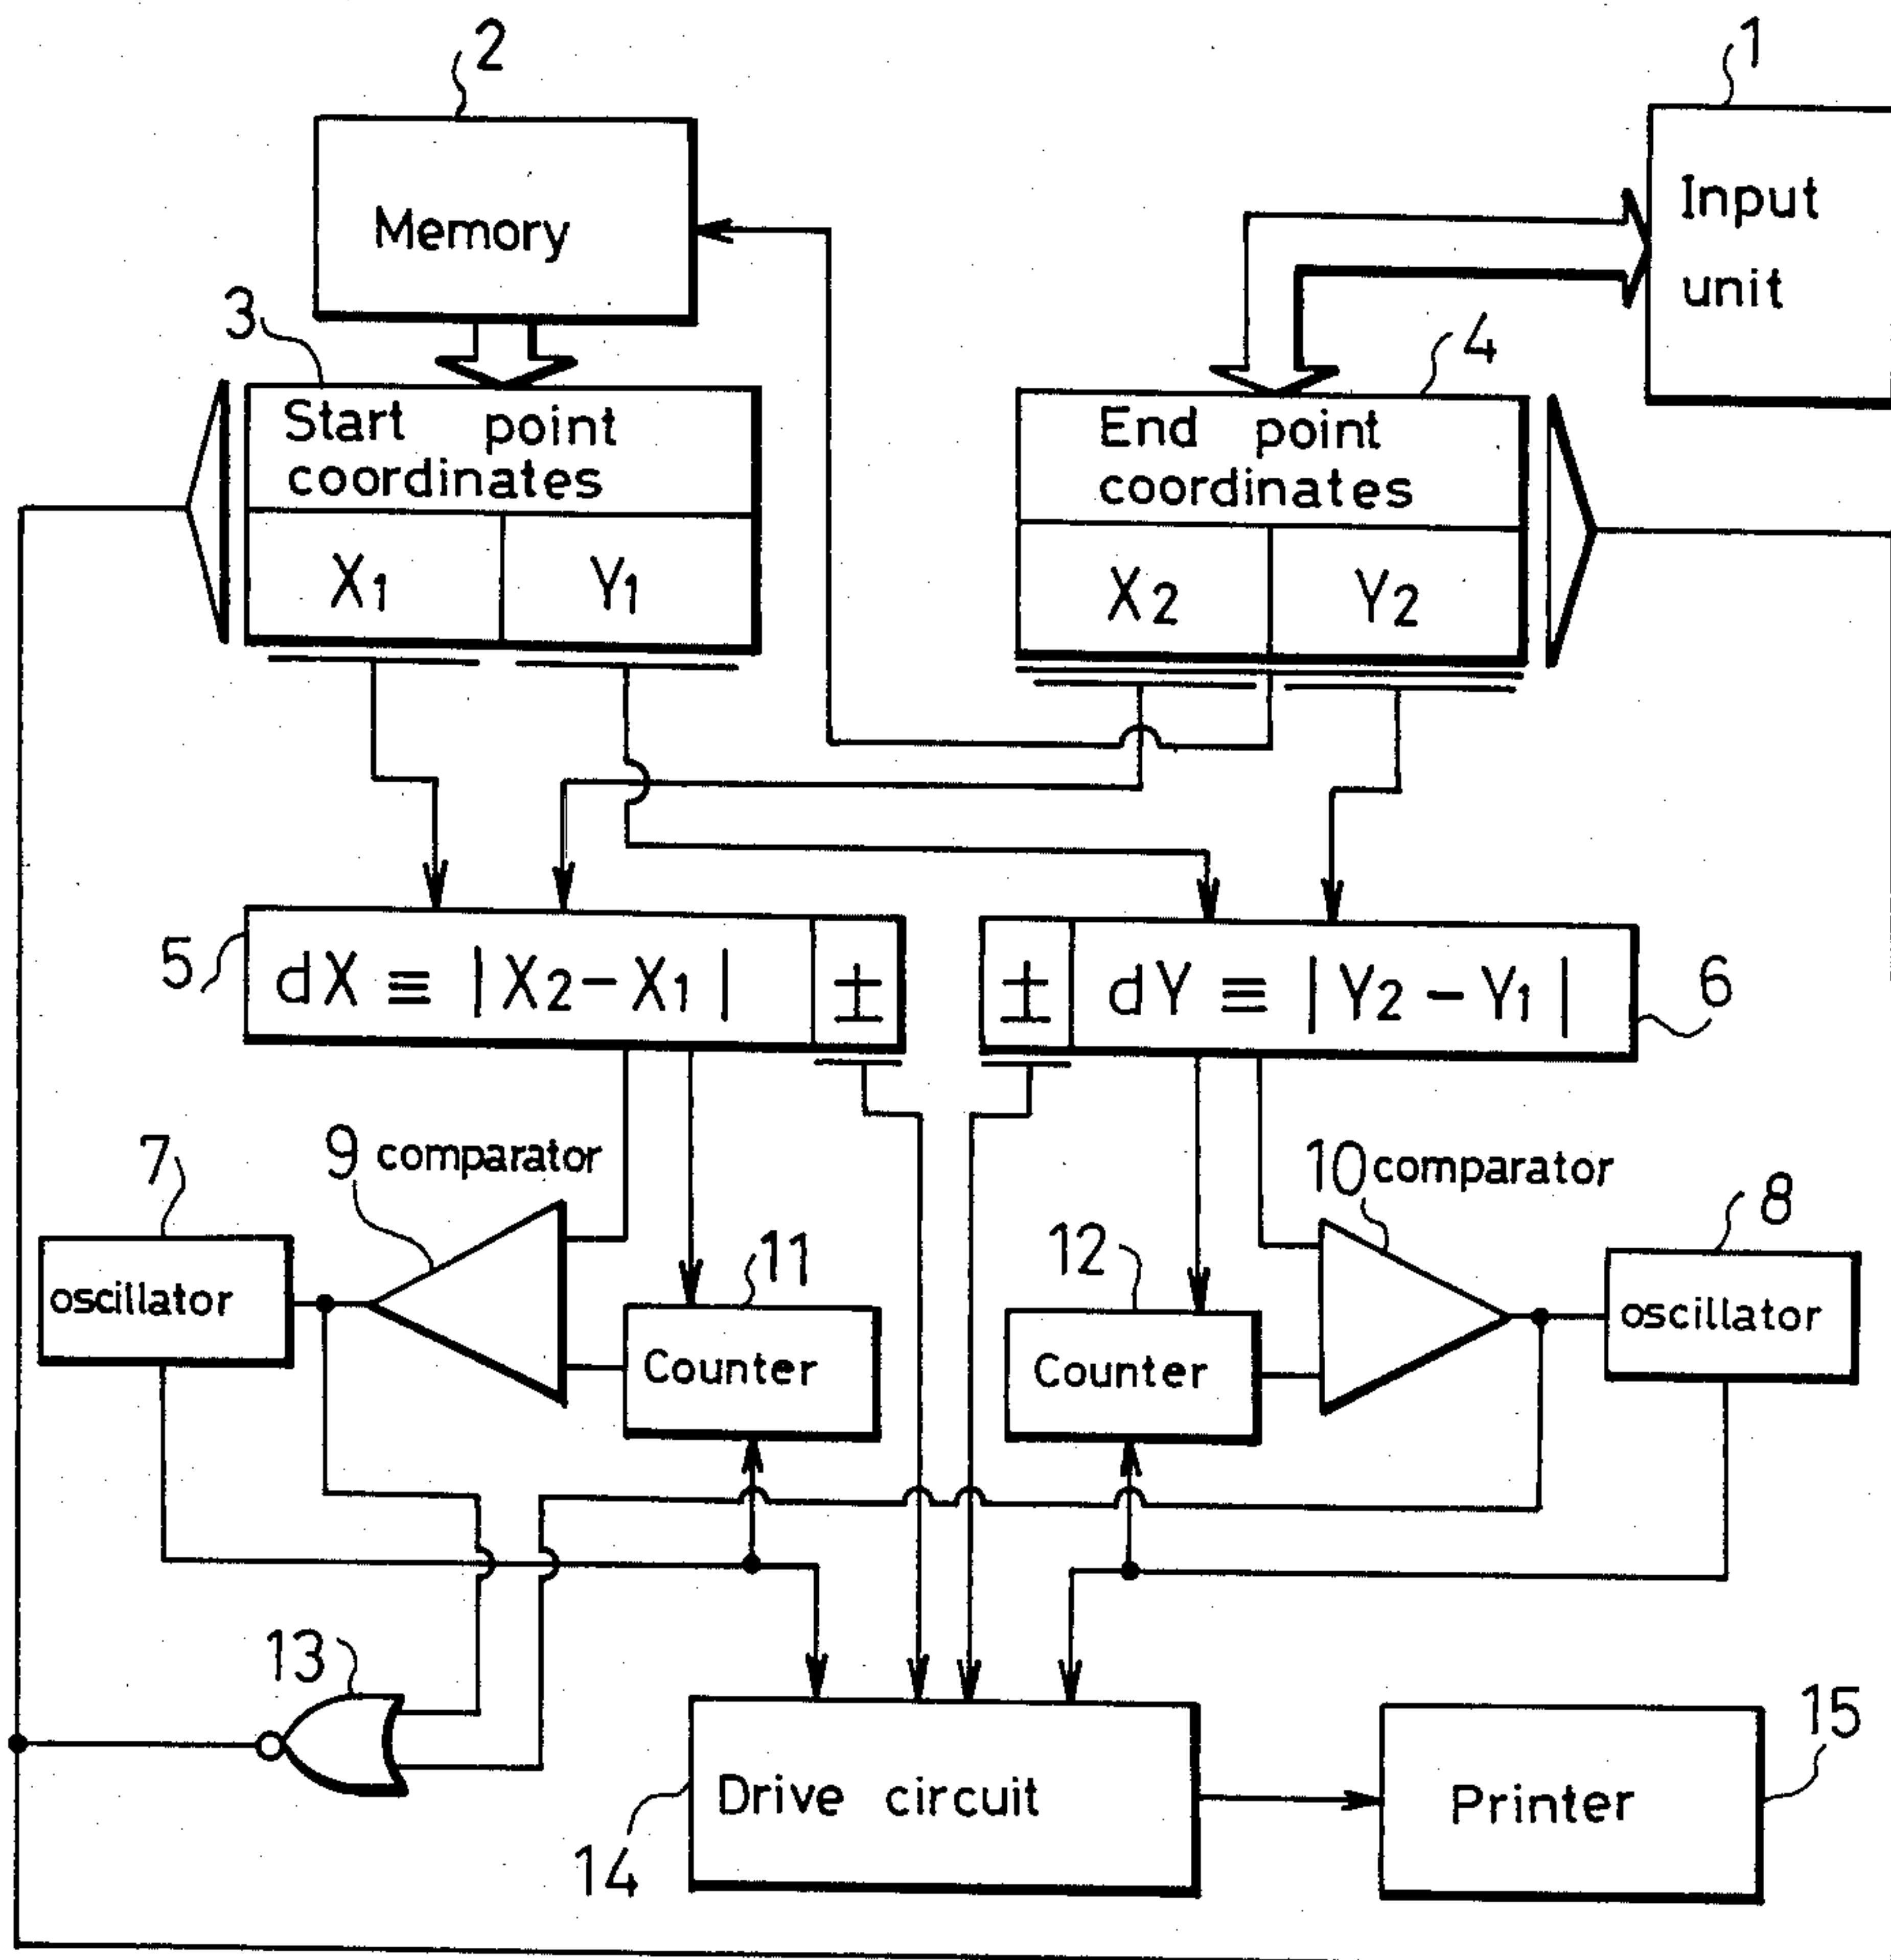 2
1
Memory
Input
unit
3
4
Start point
coordinates
End point
coordinates
X1
Y1
X2
Y2
5
dX ≡ |X2-X1|
±
±
dY ≡ |Y2-Y1|
6
7
9 comparator
10 comparator
8
oscillator
11
12
oscillator
Counter
Counter
13
Drive circuit
Printer
15
14